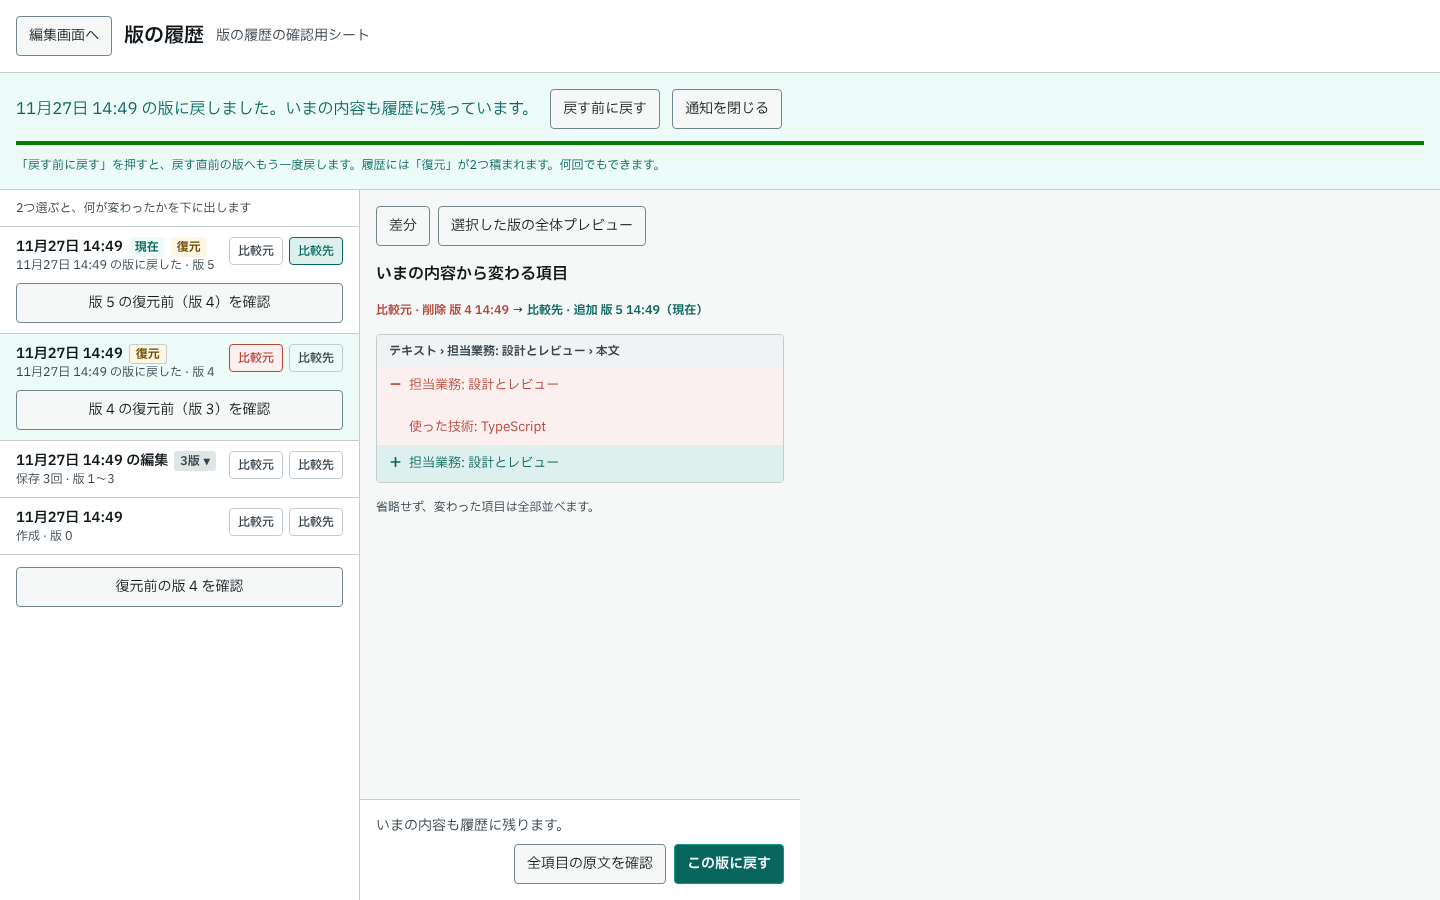 編集画面へ 版の履歴 版の履歴の確認用シート
11月27日 14:49 の版に戻しました。いまの内容も履歴に残っています。 戻す前に戻す 通知を閉じる
「戻す前に戻す」を押すと、戻す直前の版へもう一度戻します。履歴には「復元」が2つ積まれます。何回でもできます。
2つ選ぶと、何が変わったかを下に出します
11月27日 14:49 現在 復元 比較元 比較先
11月27日 14:49 の版に戻した · 版 5
版 5 の復元前（版 4）を確認
11月27日 14:49 復元 比較元 比較先
11月27日 14:49 の版に戻した · 版 4
版 4 の復元前（版 3）を確認
11月27日 14:49 の編集 3版 ▾ 比較元 比較先
保存 3回 · 版 1〜3
11月27日 14:49 比較元 比較先
作成 · 版 0
復元前の版 4 を確認
差分 選択した版の全体プレビュー
いまの内容から変わる項目
比較元 · 削除 版 4 14:49 → 比較先 · 追加 版 5 14:49（現在）
テキスト › 担当業務: 設計とレビュー › 本文
− 担当業務: 設計とレビュー
使った技術: TypeScript
+ 担当業務: 設計とレビュー
省略せず、変わった項目は全部並べます。
いまの内容も履歴に残ります。
全項目の原文を確認 この版に戻す